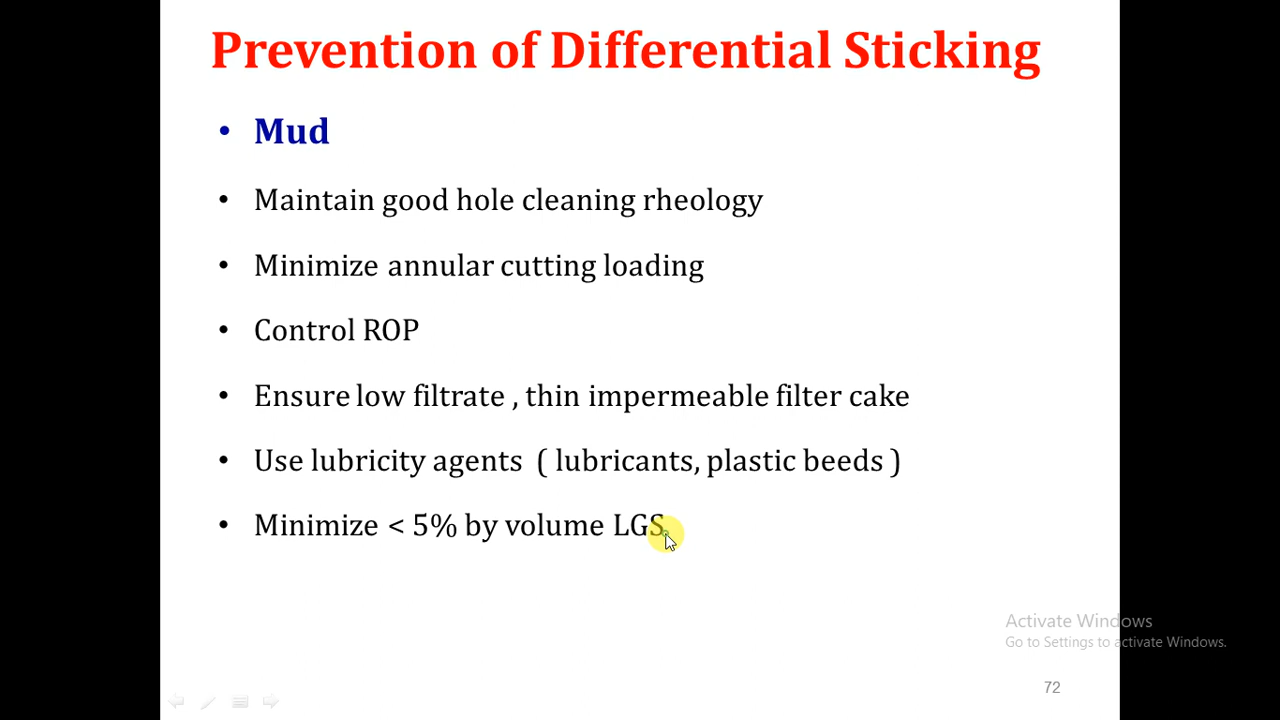 Prevention of Differential Sticking
• Mud
• Maintain good hole cleaning rheology
• Minimize annular cutting loading
• Control ROP
• Ensure low filtrate , thin impermeable filter cake
• Use lubricity agents ( lubricants, plastic beeds )
• Minimize < 5% by volume LGS
Activate Windows
Go to Settings to activate Windows.
72